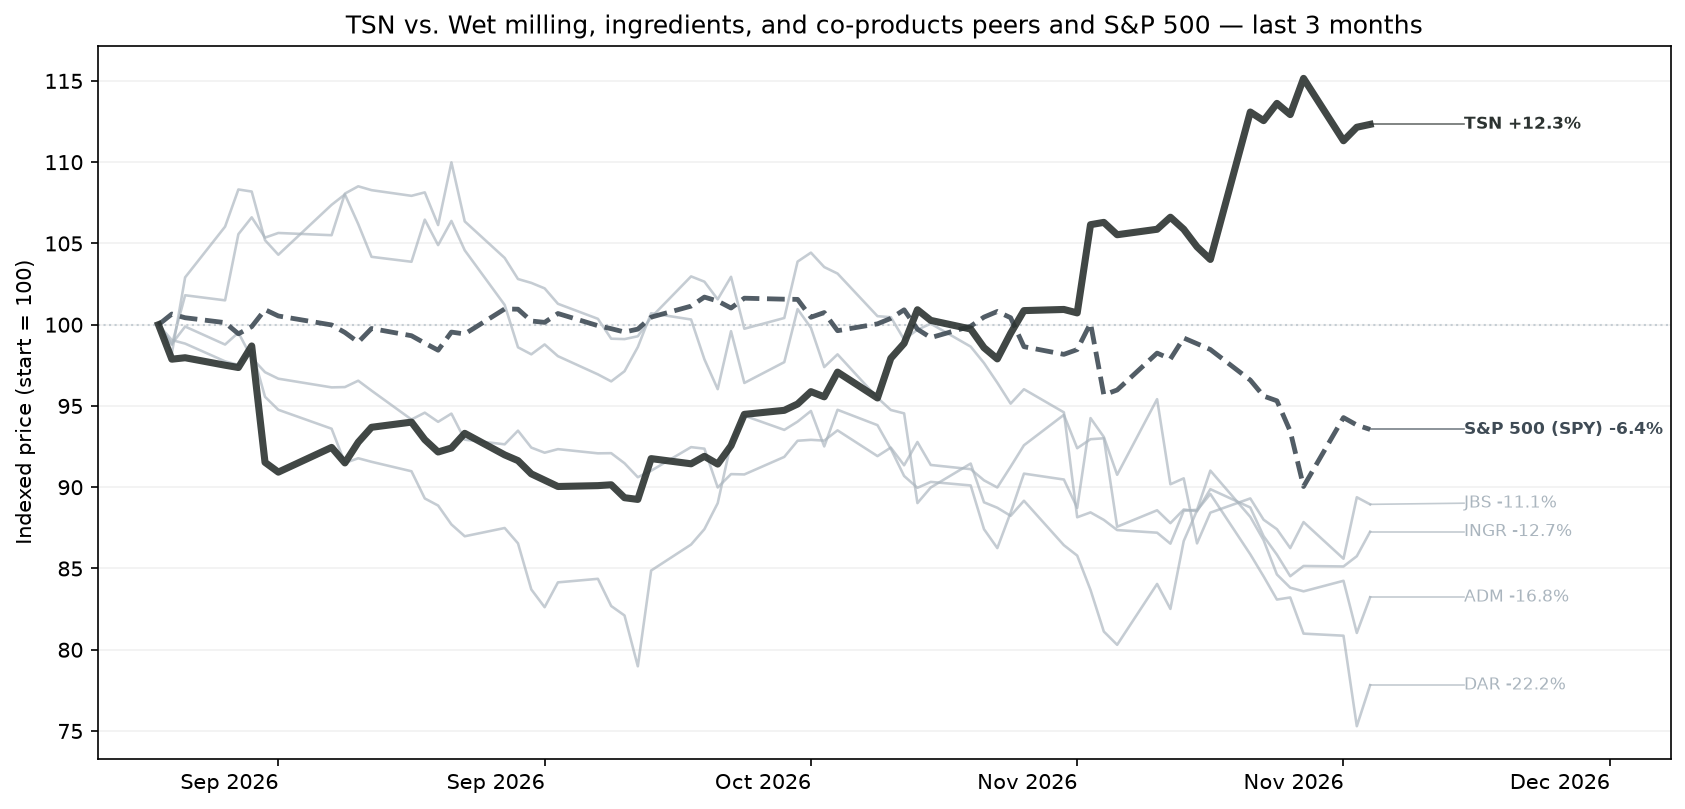 TSN vs. Wet milling, ingredients, and co-products peers and S&P 500 — last 3 months
Indexed price (start = 100)
115
110
105
100
95
90
85
80
75
TSN +12.3%
S&P 500 (SPY) -6.4%
JBS -11.1%
INGR -12.7%
ADM -16.8%
DAR -22.2%
Sep 2026
Sep 2026
Oct 2026
Nov 2026
Nov 2026
Dec 2026